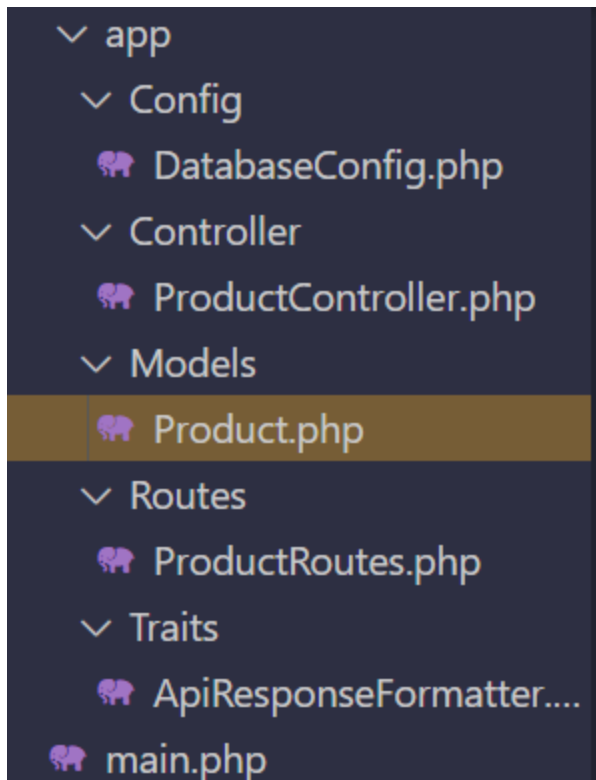 app
Config
DatabaseConfig.php
Controller
ProductController.php
Models
Product.php
Routes
ProductRoutes.php
Traits
ApiResponseFormatter....
main.php